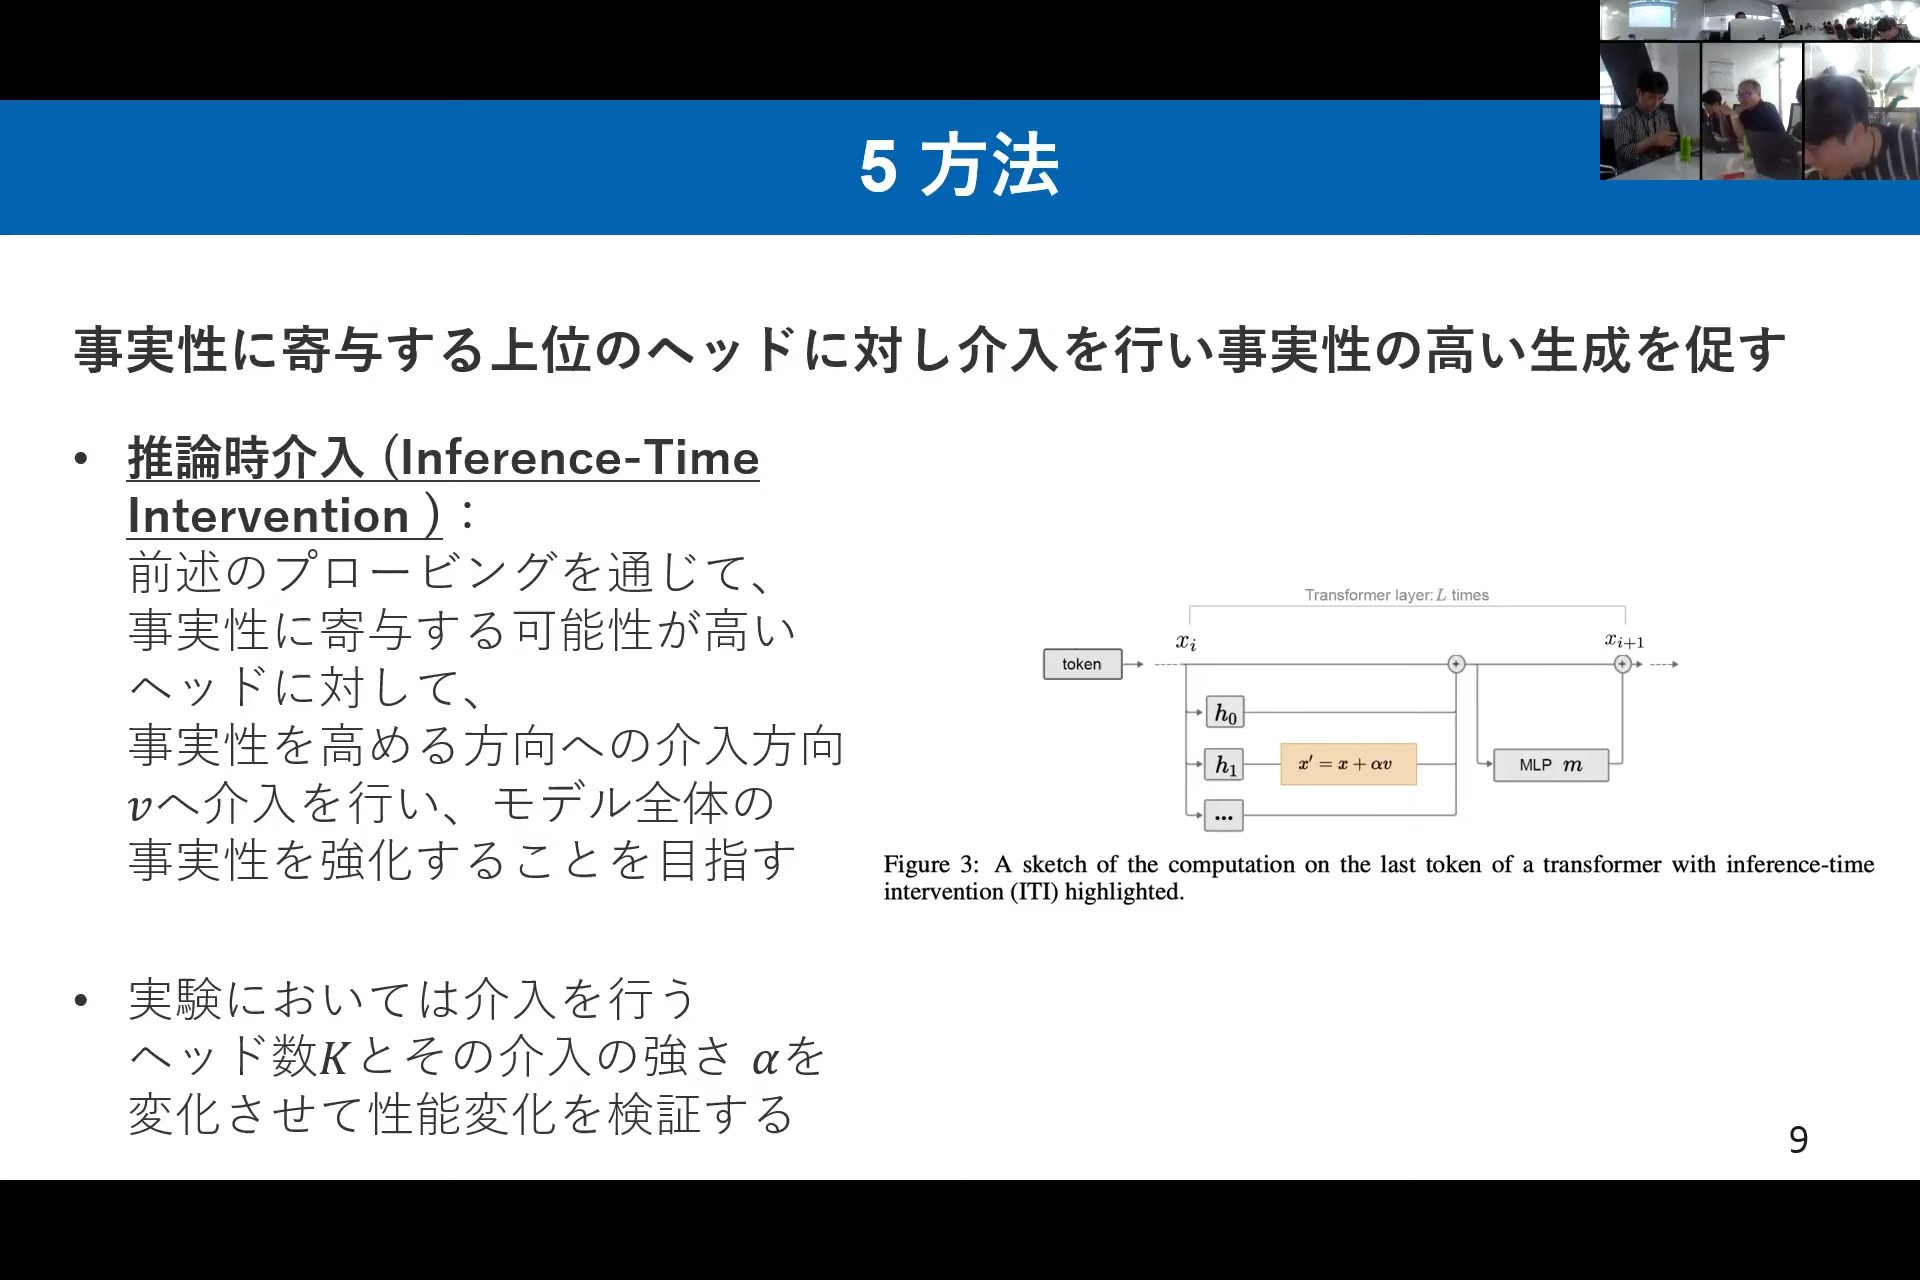 5 方法
事実性に寄与する上位のヘッドに対し介入を行い事実性の高い生成を促す
• 推論時介入 (Inference-Time
Intervention )：
前述のプロービングを通じて、
事実性に寄与する可能性が高い
ヘッドに対して、
事実性を高める方向への介入方向
vへ介入を行い、モデル全体の
事実性を強化することを目指す
• 実験においては介入を行う
ヘッド数Kとその介入の強さ αを
変化させて性能変化を検証する
Transformer layer: L times
x_i
x_{i+1}
token
h_0
h_1
x′ = x + αv
MLP m
...
Figure 3: A sketch of the computation on the last token of a transformer with inference-time
intervention (ITI) highlighted.
9